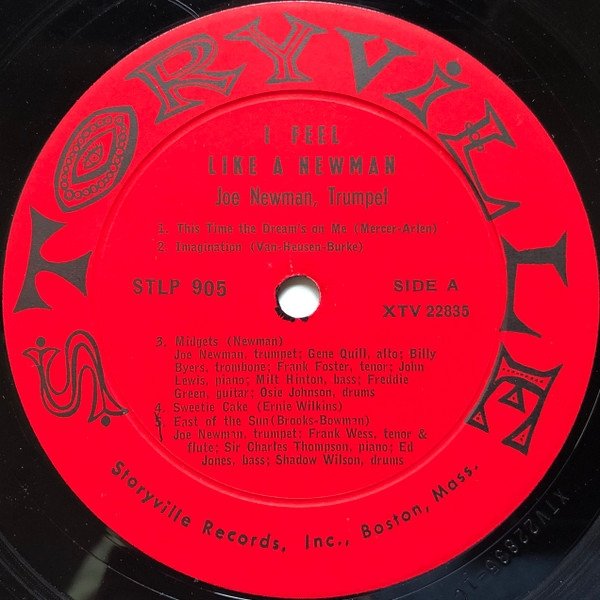 STORYVILLE
I FEEL
LIKE A NEWMAN
Joe Newman, Trumpet
1. This Time the Dream's on Me (Mercer-Arlen)
2. Imagination (Van-Heusen-Burke)
STLP 905
SIDE A
XTV 22835
3. Midgets (Newman)
Joe Newman, trumpet; Gene Quill, alto; Billy
Byers, trombone; Frank Foster, tenor; John
Lewis, piano; Milt Hinton, bass; Freddie
Green, guitar; Osie Johnson, drums
4. Sweetie Cake (Ernie Wilkins)
5. East of the Sun (Brooks-Bowman)
Joe Newman, trumpet; Frank Wess, tenor &
flute; Sir Charles Thompson, piano; Ed
Jones, bass; Shadow Wilson, drums
Storyville Records, Inc., Boston, Mass.